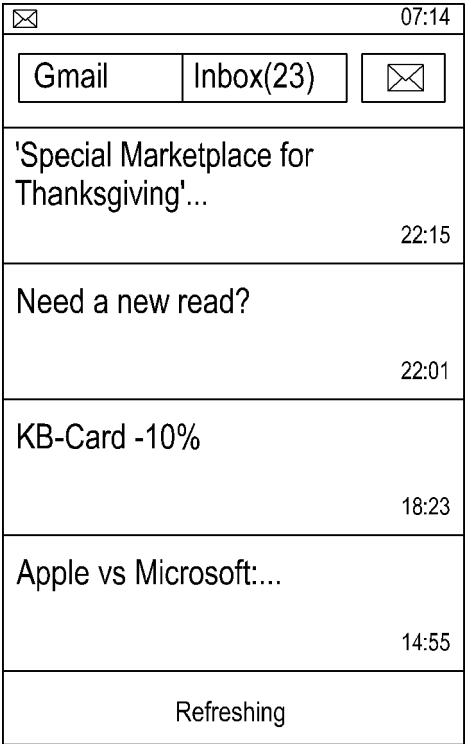 07:14
Gmail Inbox(23)
'Special Marketplace for
Thanksgiving'...
22:15
Need a new read?
22:01
KB-Card -10%
18:23
Apple vs Microsoft:...
14:55
Refreshing